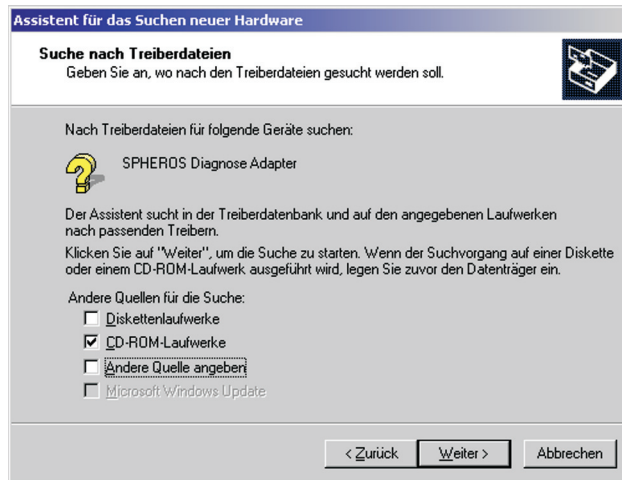 Assistent für das Suchen neuer Hardware
Suche nach Treiberdateien
Geben Sie an, wo nach den Treiberdateien gesucht werden soll.
Nach Treiberdateien für folgende Geräte suchen:
SPHEROS Diagnose Adapter
Der Assistent sucht in der Treiberdatenbank und auf den angegebenen Laufwerken
nach passenden Treibern.
Klicken Sie auf "Weiter", um die Suche zu starten. Wenn der Suchvorgang auf einer Diskette
oder einem CD-ROM-Laufwerk ausgeführt wird, legen Sie zuvor den Datenträger ein.
Andere Quellen für die Suche:
Diskettenlaufwerke
CD-ROM-Laufwerke
Andere Quelle angeben
Microsoft Windows Update
< Zurück Weiter > Abbrechen